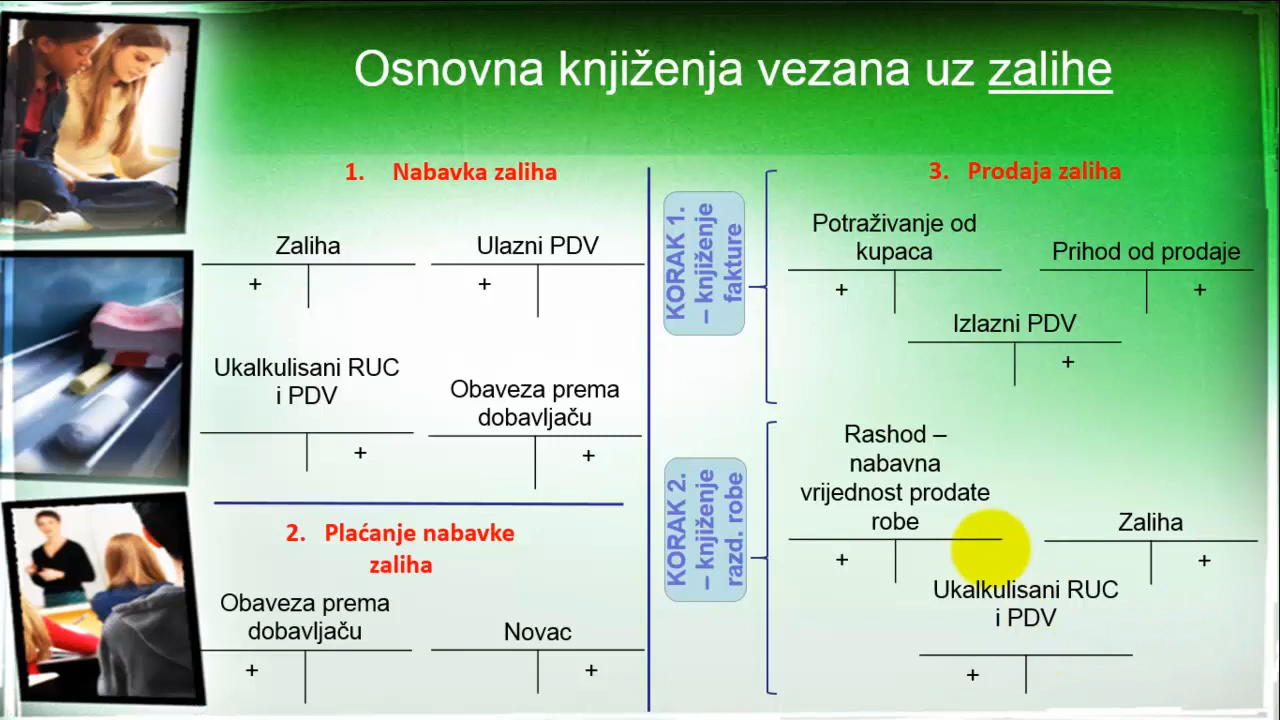 Osnovna knjiženja vezana uz zalihe
1. Nabavka zaliha
Zaliha
+
Ulazni PDV
+
Ukalkulisani RUC
i PDV
+
Obaveza prema
dobavljaču
+
2. Plaćanje nabavke
zaliha
Obaveza prema
dobavljaču
+
Novac
+
3. Prodaja zaliha
KORAK 1.
– knjiženje
fakture
Potraživanje od
kupaca
+
Prihod od prodaje
+
Izlazni PDV
+
KORAK 2.
– knjiženje
razd. robe
Rashod –
nabavna
vrijednost prodate
robe
+
Zaliha
+
Ukalkulisani RUC
i PDV
+